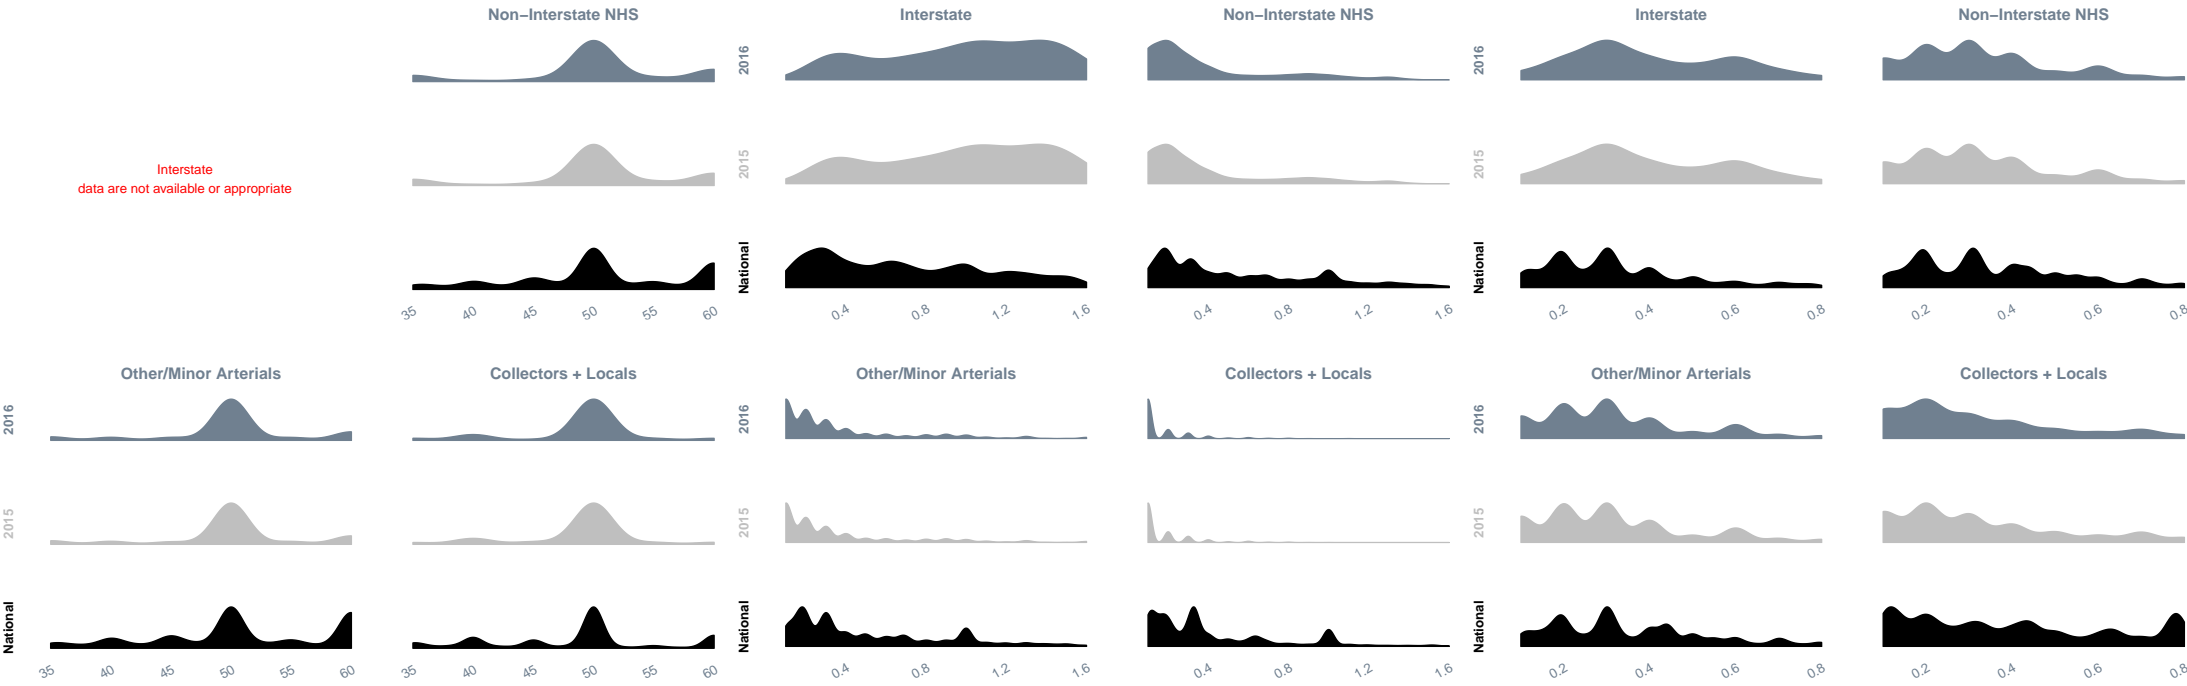 Non−Interstate NHS
Interstate
Non−Interstate NHS
Interstate
Non−Interstate NHS
2016
2016
2015
2015
Interstate
data are not available or appropriate
National
National
35 40 45 50 55 60
0.4 0.8 1.2 1.6
0.4 0.8 1.2 1.6
0.2 0.4 0.6 0.8
0.2 0.4 0.6 0.8
Other/Minor Arterials
Collectors + Locals
Other/Minor Arterials
Collectors + Locals
Other/Minor Arterials
Collectors + Locals
2016
2016
2016
2015
2015
2015
National
National
National
35 40 45 50 55 60
35 40 45 50 55 60
0.4 0.8 1.2 1.6
0.4 0.8 1.2 1.6
0.2 0.4 0.6 0.8
0.2 0.4 0.6 0.8